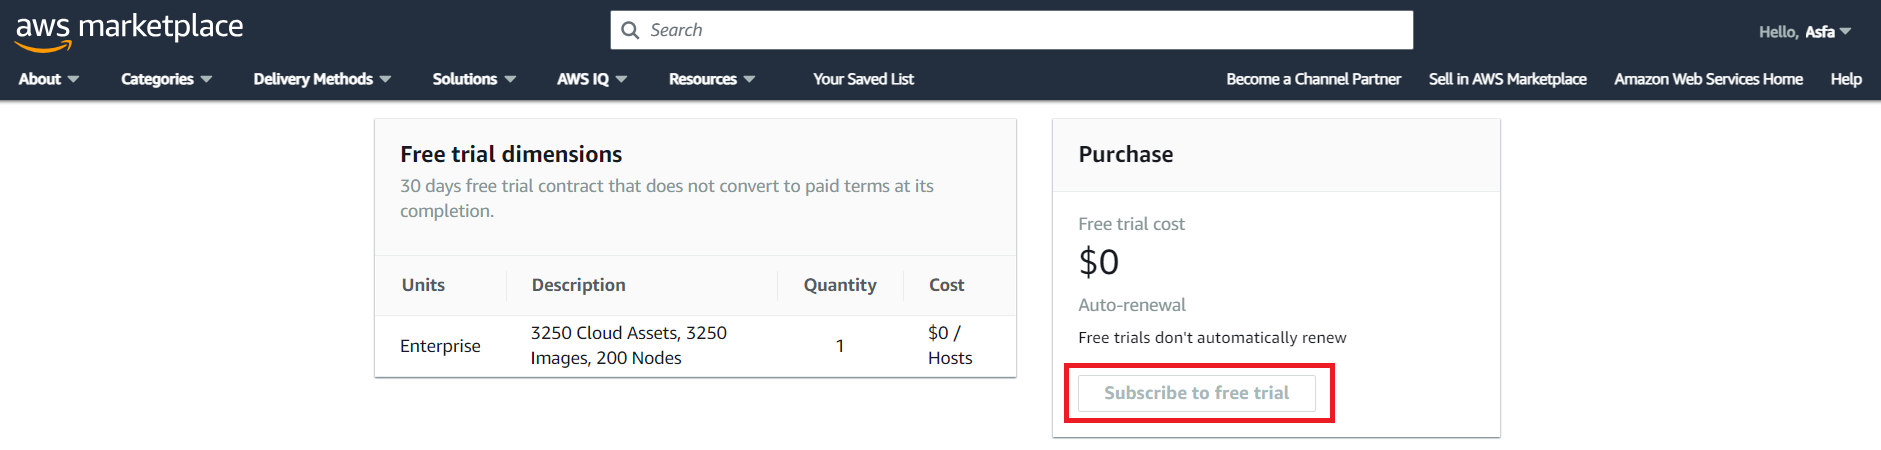 aws marketplace
Search
Hello, Asfa
About
Categories
Delivery Methods
Solutions
AWS IQ
Resources
Your Saved List
Become a Channel Partner
Sell in AWS Marketplace
Amazon Web Services Home
Help
Free trial dimensions
30 days free trial contract that does not convert to paid terms at its
completion.
Units
Description
Quantity
Cost
Enterprise
3250 Cloud Assets, 3250
Images, 200 Nodes
1
$0 /
Hosts
Purchase
Free trial cost
$0
Auto-renewal
Free trials don't automatically renew
Subscribe to free trial